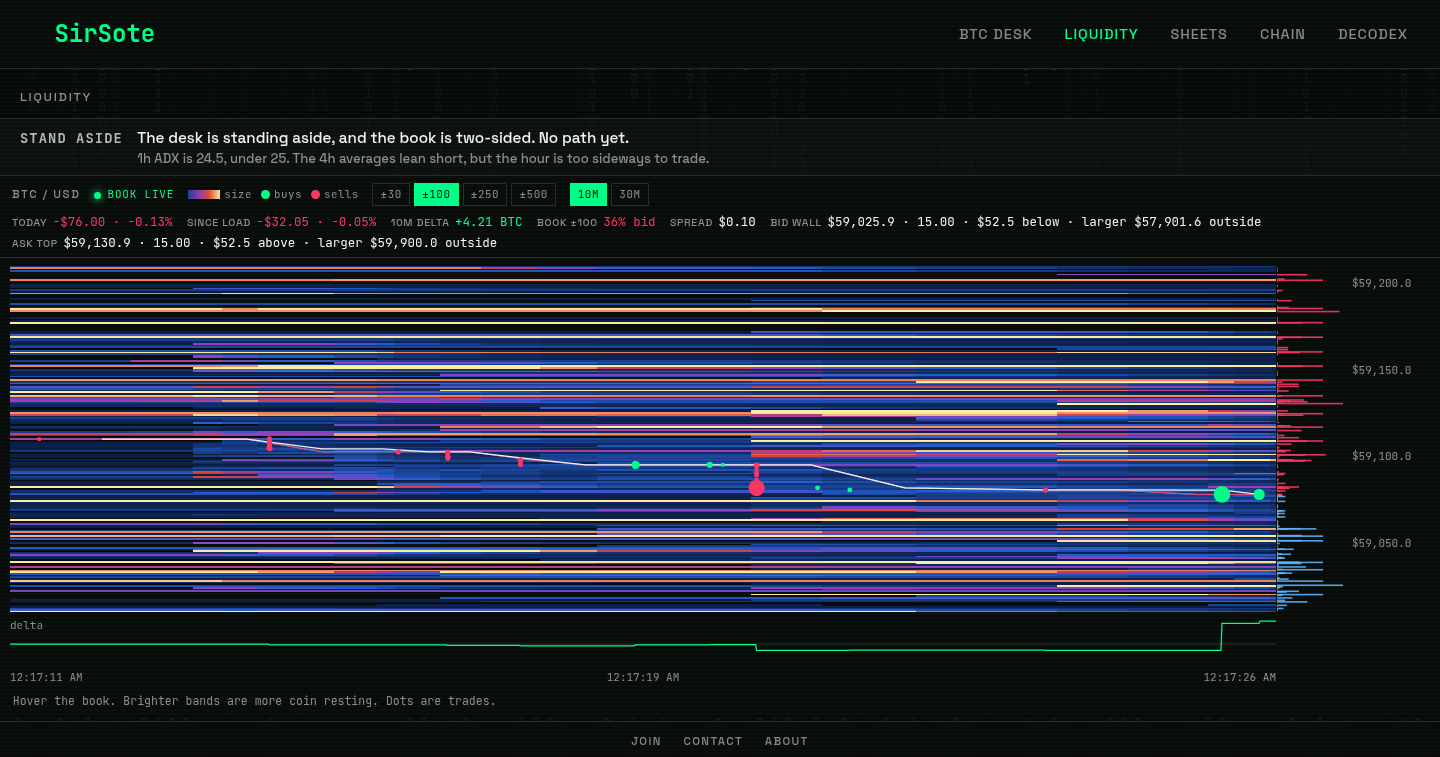 SirSote
BTC DESK LIQUIDITY SHEETS CHAIN DECODEX
LIQUIDITY
STAND ASIDE The desk is standing aside, and the book is two-sided. No path yet.
1h ADX is 24.5, under 25. The 4h averages lean short, but the hour is too sideways to trade.
BTC / USD BOOK LIVE size buys sells ±30 ±100 ±250 ±500 10M 30M
TODAY -$76.00 · -0.13% SINCE LOAD -$32.05 · -0.05% 10M DELTA +4.21 BTC BOOK ±100 36% bid SPREAD $0.10 BID WALL $59,025.9 · 15.00 · $52.5 below · larger $57,901.6 outside
ASK TOP $59,130.9 · 15.00 · $52.5 above · larger $59,900.0 outside
$59,200.0
$59,150.0
$59,100.0
$59,050.0
delta
12:17:11 AM 12:17:19 AM 12:17:26 AM
Hover the book. Brighter bands are more coin resting. Dots are trades.
JOIN CONTACT ABOUT